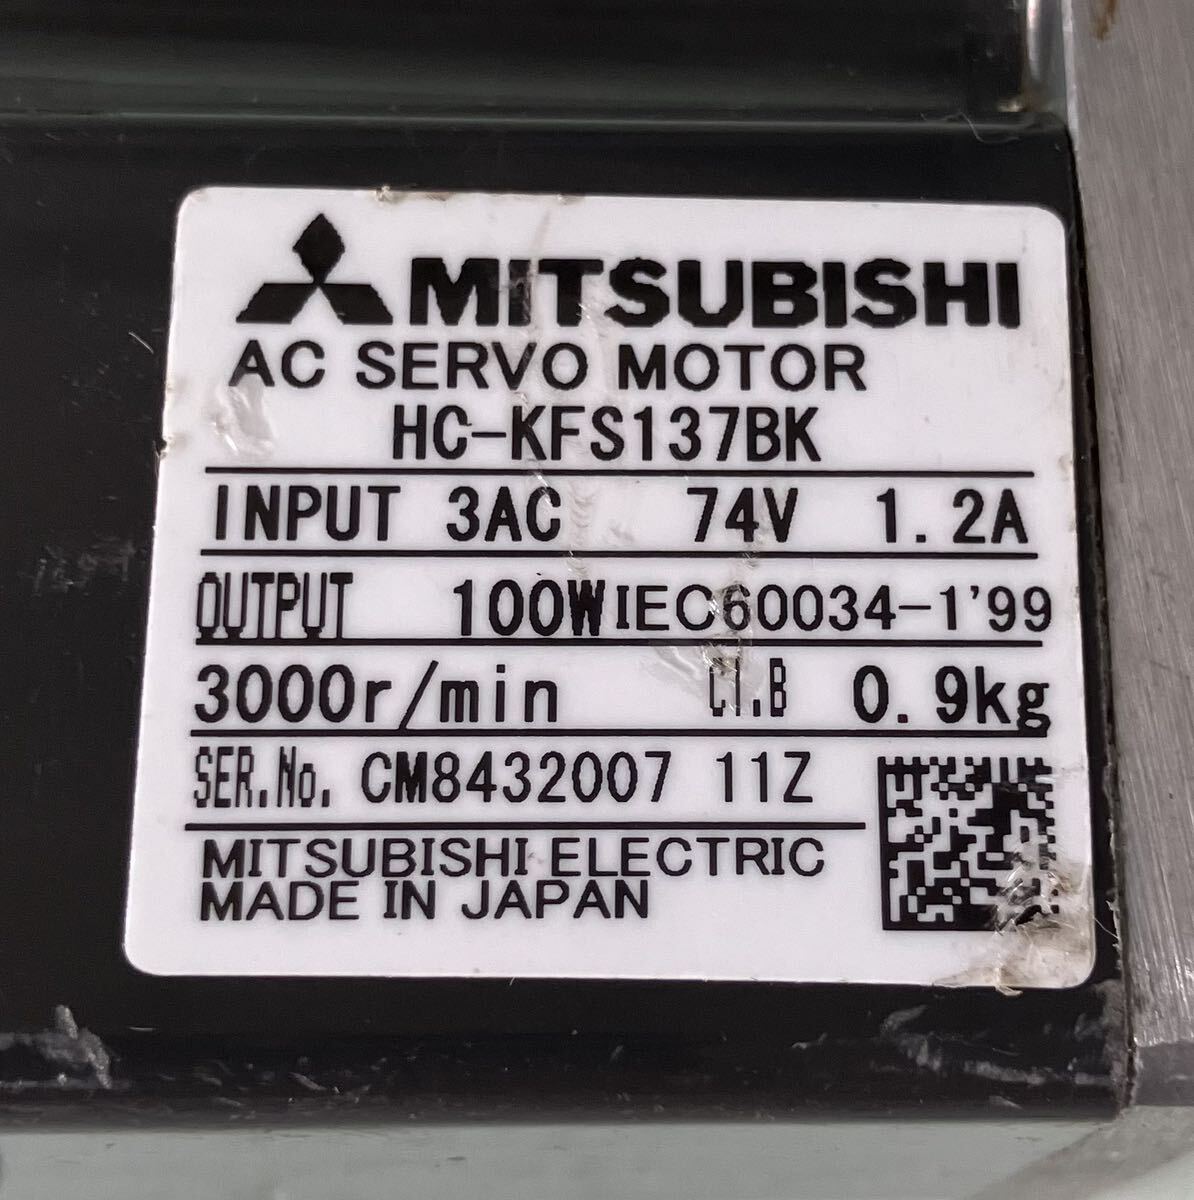 MITSUBISHI
AC SERVO MOTOR
HC-KFS137BK
INPUT 3AC 74V 1.2A
OUTPUT 100W IEC60034-1'99
3000r/min Cl.B 0.9kg
SER.No. CM8432007 11Z
MITSUBISHI ELECTRIC
MADE IN JAPAN